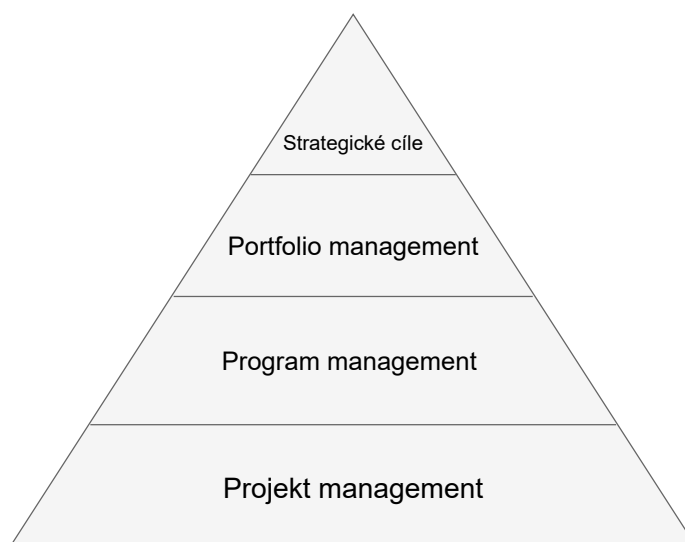 Strategické cíle
Portfolio management
Program management
Projekt management